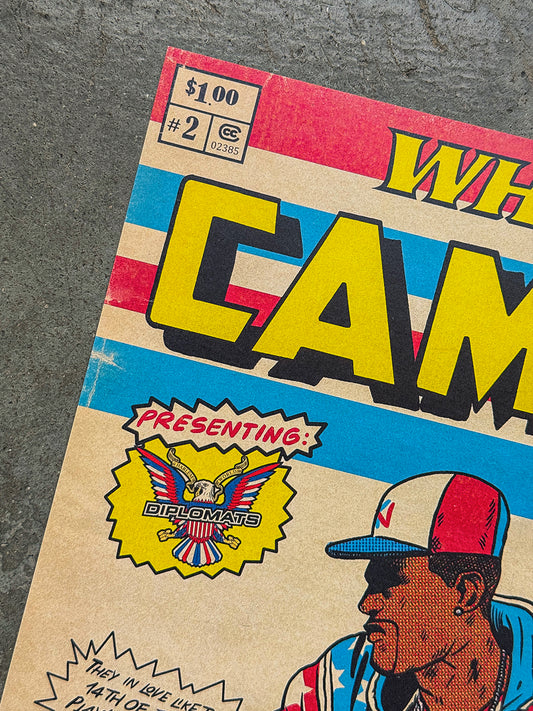 $1.00
#2
CC
02385
WH
CAM
PRESENTING:
DIPLOMATS
THEY IN LOVE LIKE T
14TH OF